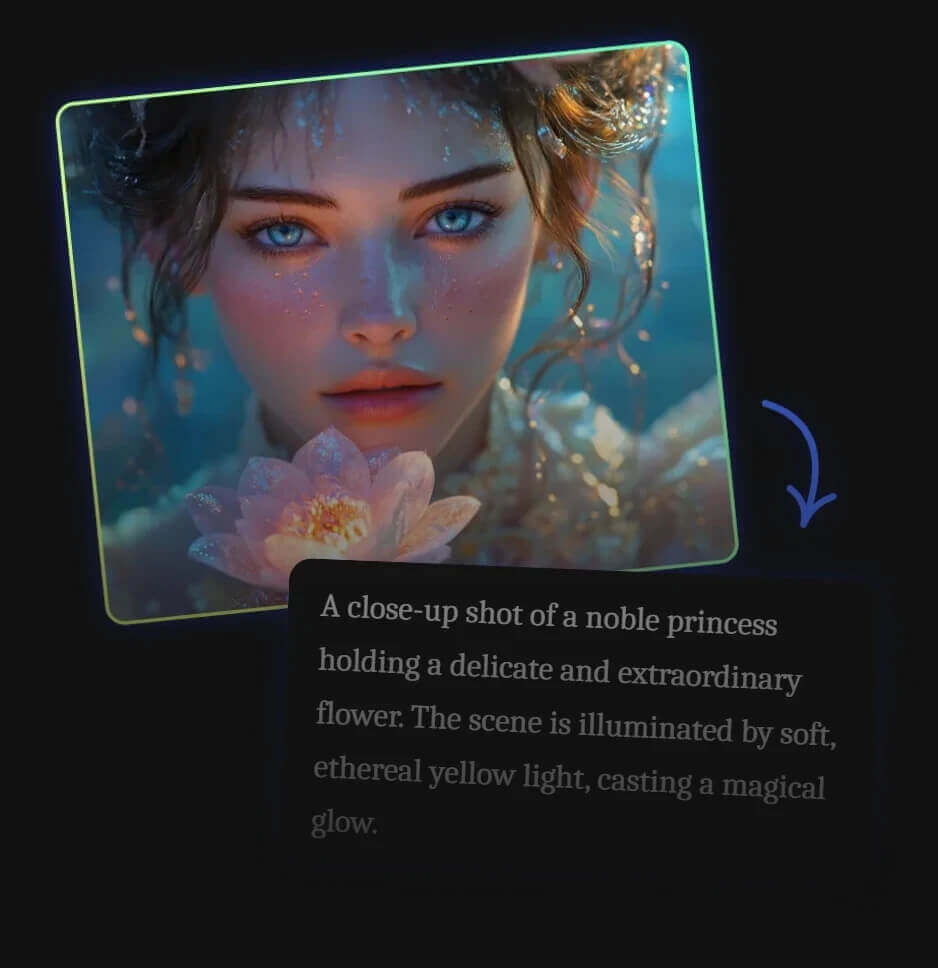 A close-up shot of a noble princess
holding a delicate and extraordinary
flower. The scene is illuminated by soft,
ethereal yellow light, casting a magical
glow.